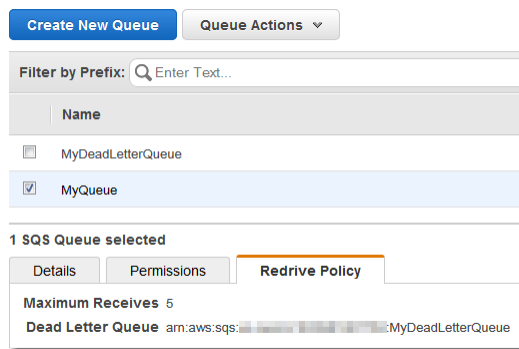 Create New Queue Queue Actions
Filter by Prefix: Enter Text...
Name
MyDeadLetterQueue
MyQueue
1 SQS Queue selected
Details Permissions Redrive Policy
Maximum Receives 5
Dead Letter Queue arn:aws:sqs: :MyDeadLetterQueue